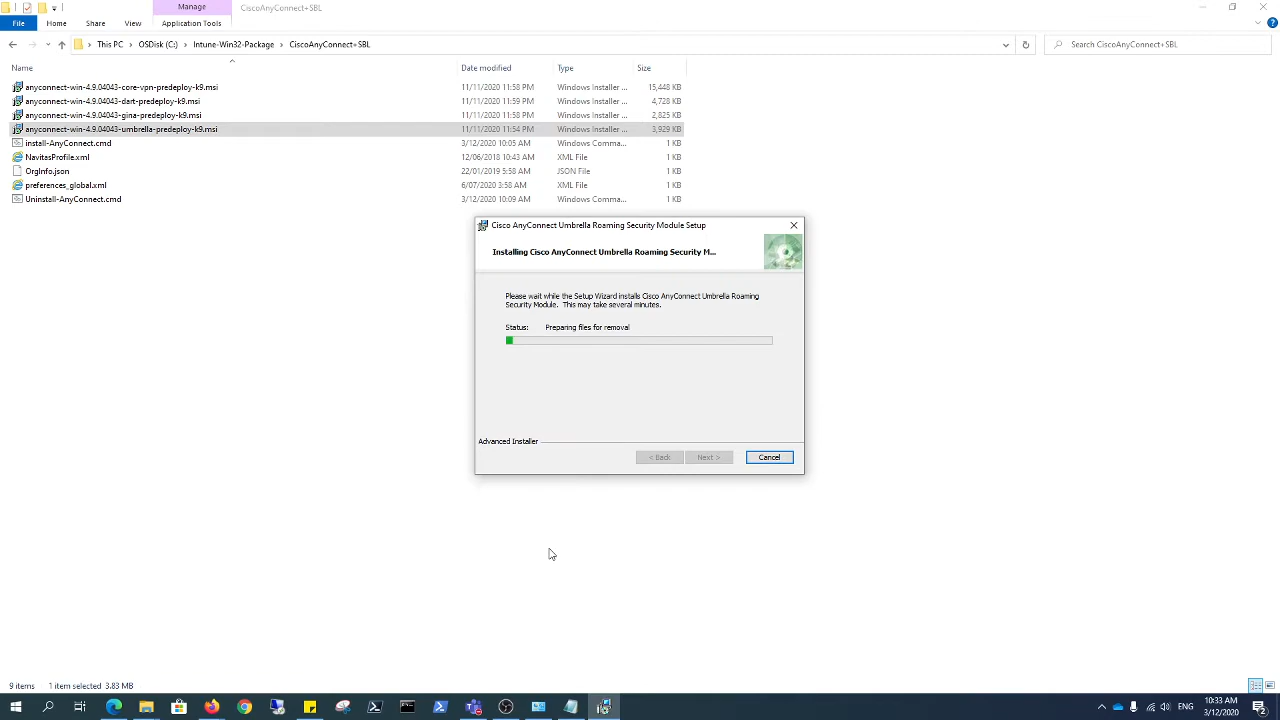 Manage
CiscoAnyConnect+SBL
File
Home
Share
View
Application Tools
This PC
OSDisk (C:)
Intune-Win32-Package
CiscoAnyConnect+SBL
Search CiscoAnyConnect+SBL
Name
Date modified
Type
Size
anyconnect-win-4.9.04043-core-vpn-predeploy-k9.msi 11/11/2020 11:58 PM Windows Installer ... 15,448 KB
anyconnect-win-4.9.04043-dart-predeploy-k9.msi 11/11/2020 11:59 PM Windows Installer ... 4,728 KB
anyconnect-win-4.9.04043-gina-predeploy-k9.msi 11/11/2020 11:58 PM Windows Installer ... 2,825 KB
anyconnect-win-4.9.04043-umbrella-predeploy-k9.msi 11/11/2020 11:54 PM Windows Installer ... 3,929 KB
install-AnyConnect.cmd 3/12/2020 10:05 AM Windows Comma... 1 KB
NavitasProfile.xml 12/06/2018 10:43 AM XML File 1 KB
OrgInfo.json 22/01/2019 5:58 AM JSON File 1 KB
preferences_global.xml 6/07/2020 3:58 AM XML File 1 KB
Uninstall-AnyConnect.cmd 3/12/2020 10:09 AM Windows Comma... 1 KB
Cisco AnyConnect Umbrella Roaming Security Module Setup
Installing Cisco AnyConnect Umbrella Roaming Security M...
Please wait while the Setup Wizard installs Cisco AnyConnect Umbrella Roaming
Security Module. This may take several minutes.
Status: Preparing files for removal
Advanced Installer
< Back
Next >
Cancel
9 items 1 item selected 3.83 MB
ENG
10:33 AM
3/12/2020
2